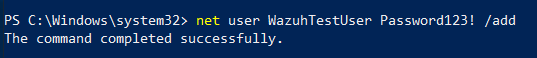 PS C:\Windows\system32> net user WazuhTestUser Password123! /add
The command completed successfully.